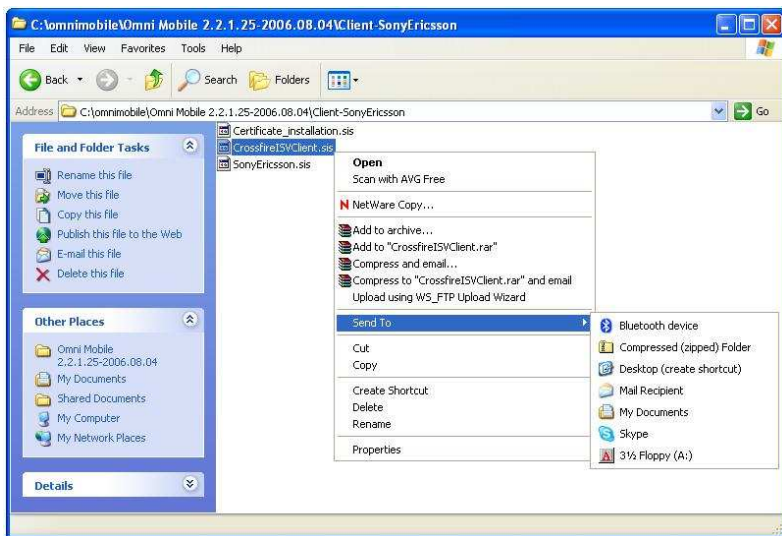 C:\omnimobile\Omni Mobile 2.2.1.25-2006.08.04\Client-SonyEricsson
File Edit View Favorites Tools Help
Back Search Folders
Address C:\omnimobile\Omni Mobile 2.2.1.25-2006.08.04\Client-SonyEricsson Go
File and Folder Tasks
Rename this file
Move this file
Copy this file
Publish this file to the Web
E-mail this file
Delete this file
Other Places
Omni Mobile
2.2.1.25-2006.08.04
My Documents
Shared Documents
My Computer
My Network Places
Details
Certificate_installation.sis
CrossfireISVClient.sis
SonyEricsson.sis
Open
Scan with AVG Free
NetWare Copy...
Add to archive...
Add to "CrossfireISVClient.rar"
Compress and email...
Compress to "CrossfireISVClient.rar" and email
Upload using WS_FTP Upload Wizard
Send To
Cut
Copy
Create Shortcut
Delete
Rename
Properties
Bluetooth device
Compressed (zipped) Folder
Desktop (create shortcut)
Mail Recipient
My Documents
Skype
3½ Floppy (A:)